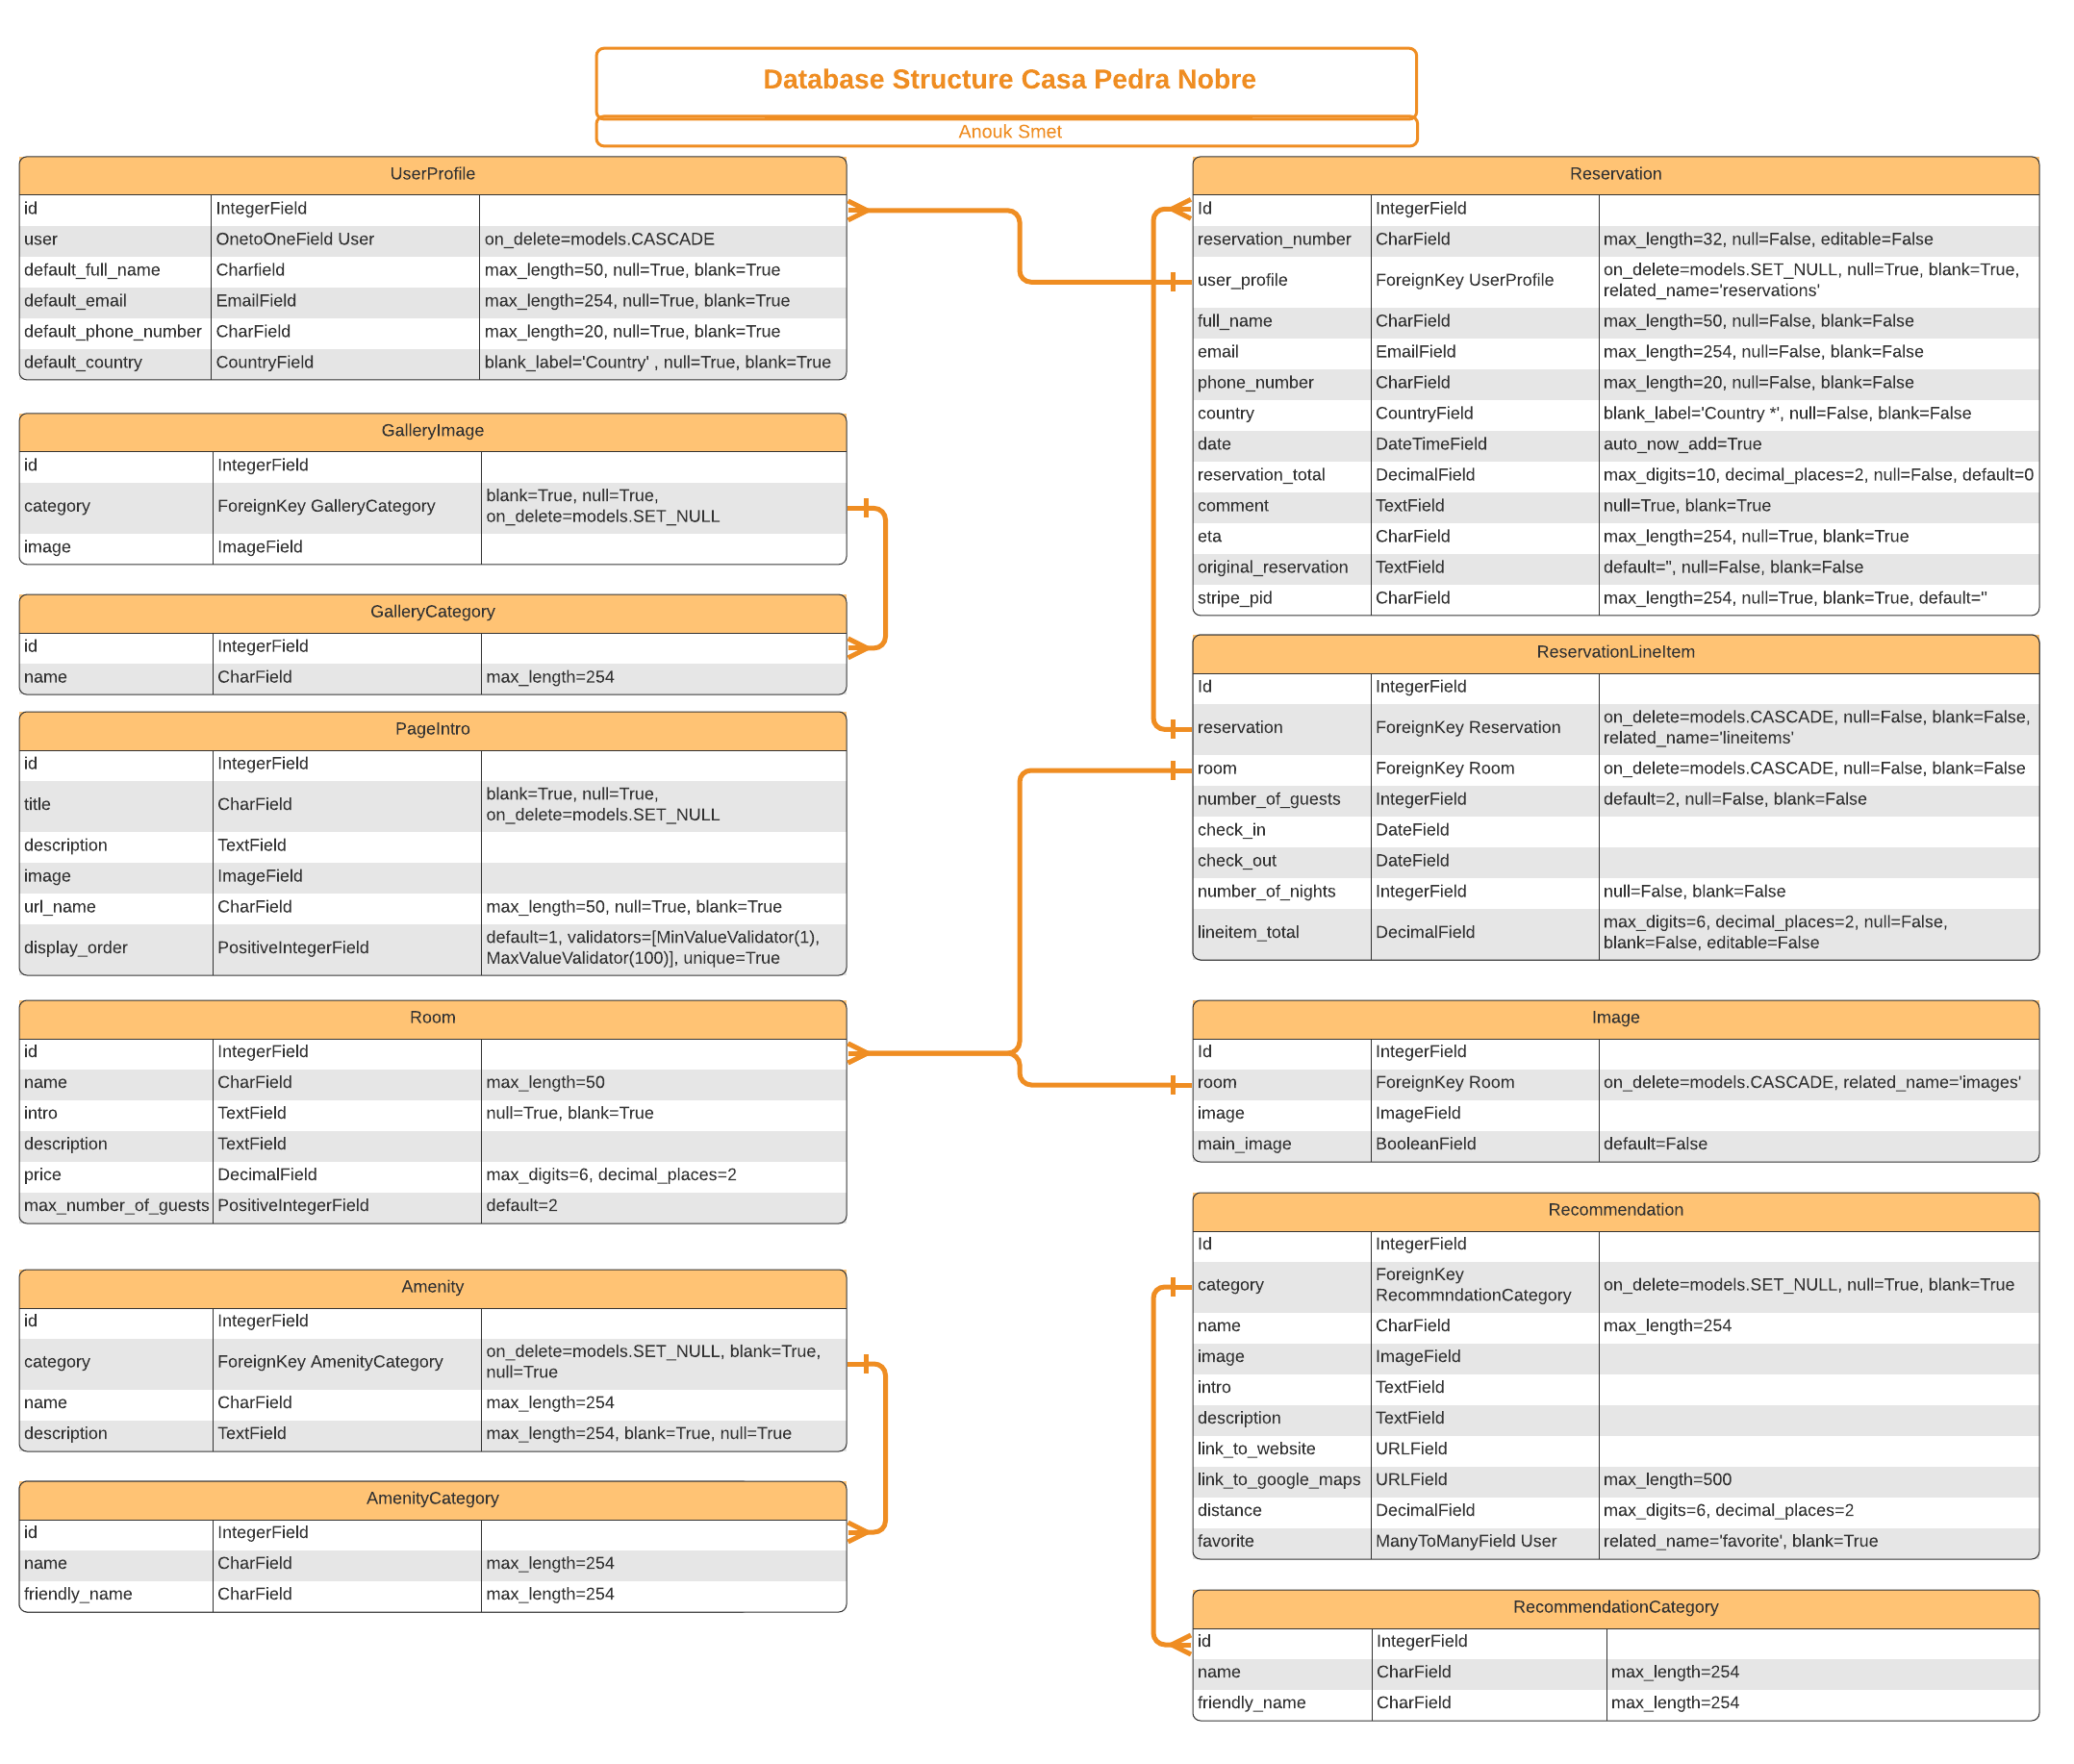 Database Structure Casa Pedra Nobre
Anouk Smet
UserProfile
id IntegerField
user OnetoOneField User on_delete=models.CASCADE
default_full_name Charfield max_length=50, null=True, blank=True
default_email EmailField max_length=254, null=True, blank=True
default_phone_number CharField max_length=20, null=True, blank=True
default_country CountryField blank_label='Country' , null=True, blank=True
GalleryImage
id IntegerField
category ForeignKey GalleryCategory blank=True, null=True,
on_delete=models.SET_NULL
image ImageField
GalleryCategory
id IntegerField
name CharField max_length=254
PageIntro
id IntegerField
title CharField blank=True, null=True,
on_delete=models.SET_NULL
description TextField
image ImageField
url_name CharField max_length=50, null=True, blank=True
display_order PositiveIntegerField default=1, validators=[MinValueValidator(1),
MaxValueValidator(100)], unique=True
Room
id IntegerField
name CharField max_length=50
intro TextField null=True, blank=True
description TextField
price DecimalField max_digits=6, decimal_places=2
max_number_of_guests PositiveIntegerField default=2
Amenity
id IntegerField
category ForeignKey AmenityCategory on_delete=models.SET_NULL, blank=True,
null=True
name CharField max_length=254
description TextField max_length=254, blank=True, null=True
AmenityCategory
id IntegerField
name CharField max_length=254
friendly_name CharField max_length=254
Reservation
Id IntegerField
reservation_number CharField max_length=32, null=False, editable=False
user_profile ForeignKey UserProfile on_delete=models.SET_NULL, null=True, blank=True,
related_name='reservations'
full_name CharField max_length=50, null=False, blank=False
email EmailField max_length=254, null=False, blank=False
phone_number CharField max_length=20, null=False, blank=False
country CountryField blank_label='Country *', null=False, blank=False
date DateTimeField auto_now_add=True
reservation_total DecimalField max_digits=10, decimal_places=2, null=False, default=0
comment TextField null=True, blank=True
eta CharField max_length=254, null=True, blank=True
original_reservation TextField default='', null=False, blank=False
stripe_pid CharField max_length=254, null=True, blank=True, default=''
ReservationLineItem
Id IntegerField
reservation ForeignKey Reservation on_delete=models.CASCADE, null=False, blank=False,
related_name='lineitems'
room ForeignKey Room on_delete=models.CASCADE, null=False, blank=False
number_of_guests IntegerField default=2, null=False, blank=False
check_in DateField
check_out DateField
number_of_nights IntegerField null=False, blank=False
lineitem_total DecimalField max_digits=6, decimal_places=2, null=False,
blank=False, editable=False
Image
Id IntegerField
room ForeignKey Room on_delete=models.CASCADE, related_name='images'
image ImageField
main_image BooleanField default=False
Recommendation
Id IntegerField
category ForeignKey
RecommndationCategory on_delete=models.SET_NULL, null=True, blank=True
name CharField max_length=254
image ImageField
intro TextField
description TextField
link_to_website URLField
link_to_google_maps URLField max_length=500
distance DecimalField max_digits=6, decimal_places=2
favorite ManyToManyField User related_name='favorite', blank=True
RecommendationCategory
id IntegerField
name CharField max_length=254
friendly_name CharField max_length=254